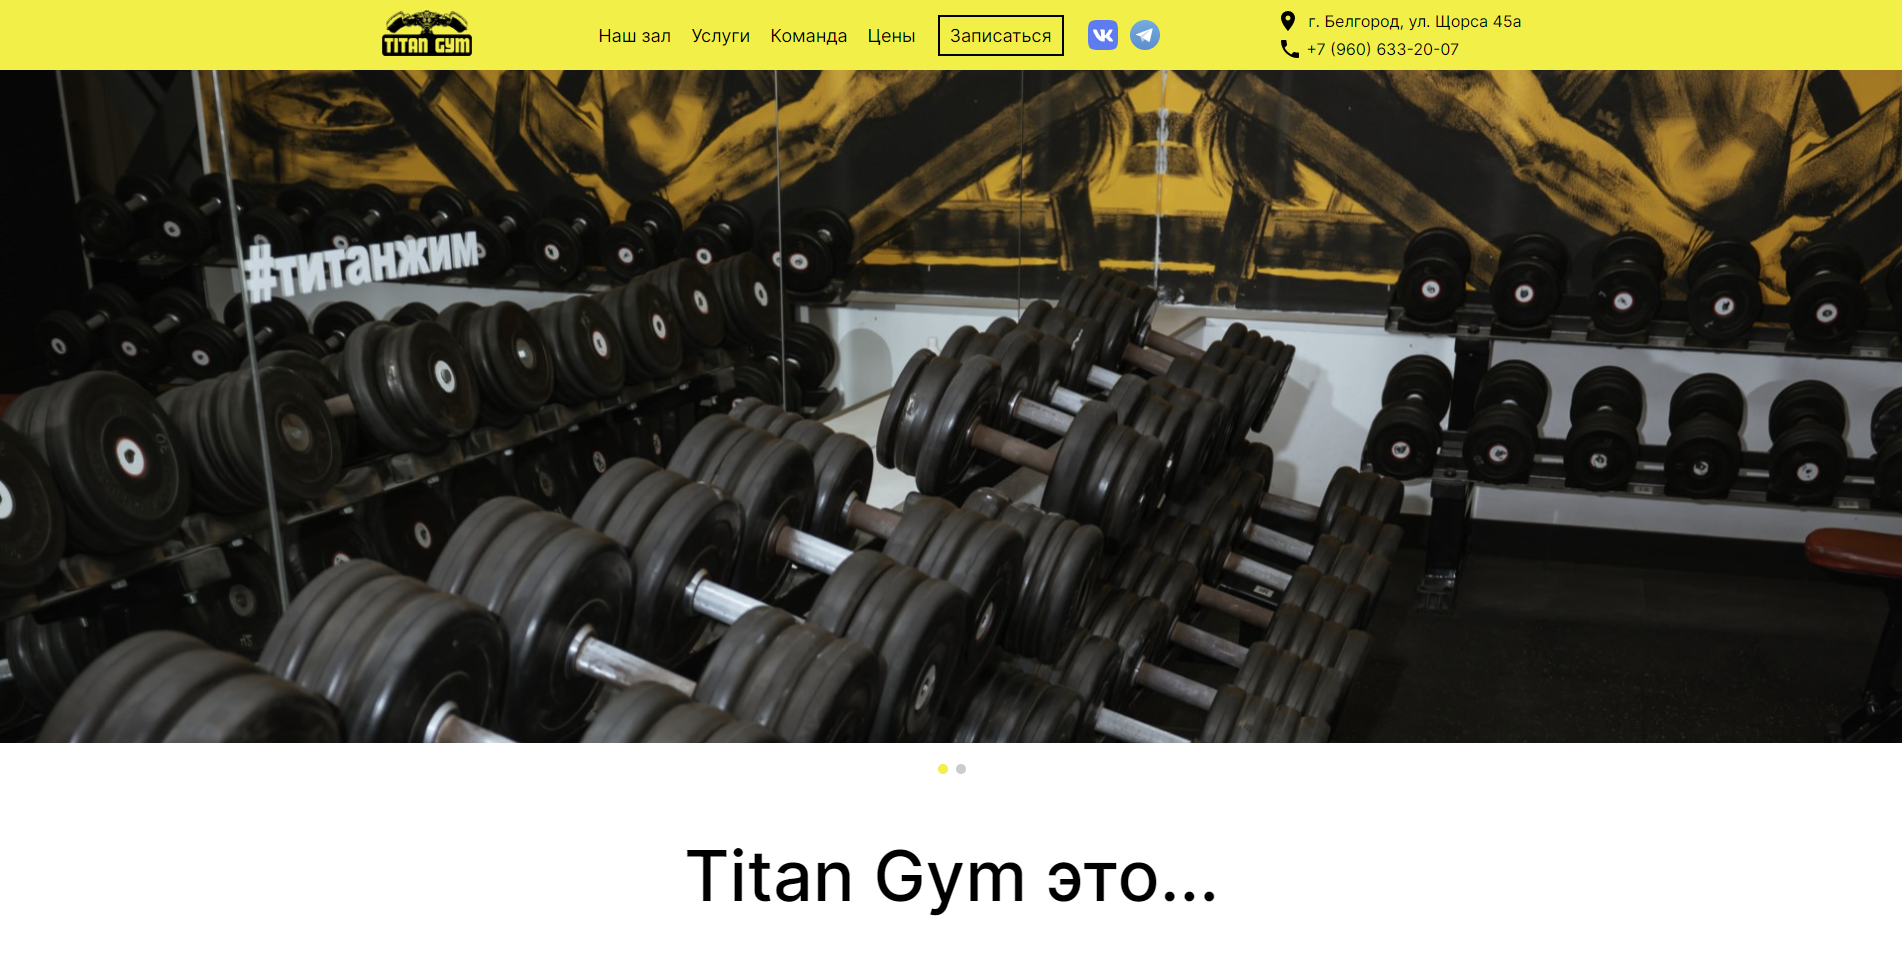 TITAN GYM
Наш зал
Услуги
Команда
Цены
Записаться
г. Белгород, ул. Щорса 45а
+7 (960) 633-20-07
#титанжим
Titan Gym это...